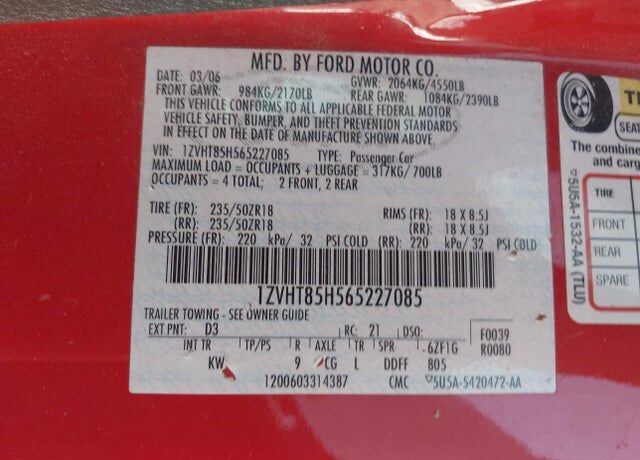 MFD. BY FORD MOTOR CO.
DATE: 03/06 GVWR: 2064KG/4550LB
FRONT GAWR: 984KG/2170LB REAR GAWR: 1084KG/2390LB
THIS VEHICLE CONFORMS TO ALL APPLICABLE FEDERAL MOTOR
VEHICLE SAFETY, BUMPER, AND THEFT PREVENTION STANDARDS
IN EFFECT ON THE DATE OF MANUFACTURE SHOWN ABOVE.
VIN: 1ZVHT85H565227085 TYPE: Passenger Car
MAXIMUM LOAD = OCCUPANTS + LUGGAGE = 317KG/700LB
OCCUPANTS = 4 TOTAL; 2 FRONT, 2 REAR
TIRE (FR): 235/50ZR18 RIMS (FR): 18 X 8.5J
(RR): 235/50ZR18 (RR): 18 X 8.5J
PRESSURE (FR): 220 kPa/ 32 PSI COLD (RR): 220 kPa/ 32 PSI COLD
1ZVHT85H565227085
TRAILER TOWING - SEE OWNER GUIDE
EXT PNT: D3 RC: 21 DSO: F0039
INT TR TP/PS R AXLE TR SPR 6ZF1G R0080
KW 9 CG L DDFF 805
1200603314387 CMC ▽5U5A-5420472-AA
SEAT
The combine
and carg
TIRE
FRONT
REAR
SPARE
▽5U5A-1532-AA (TLU)